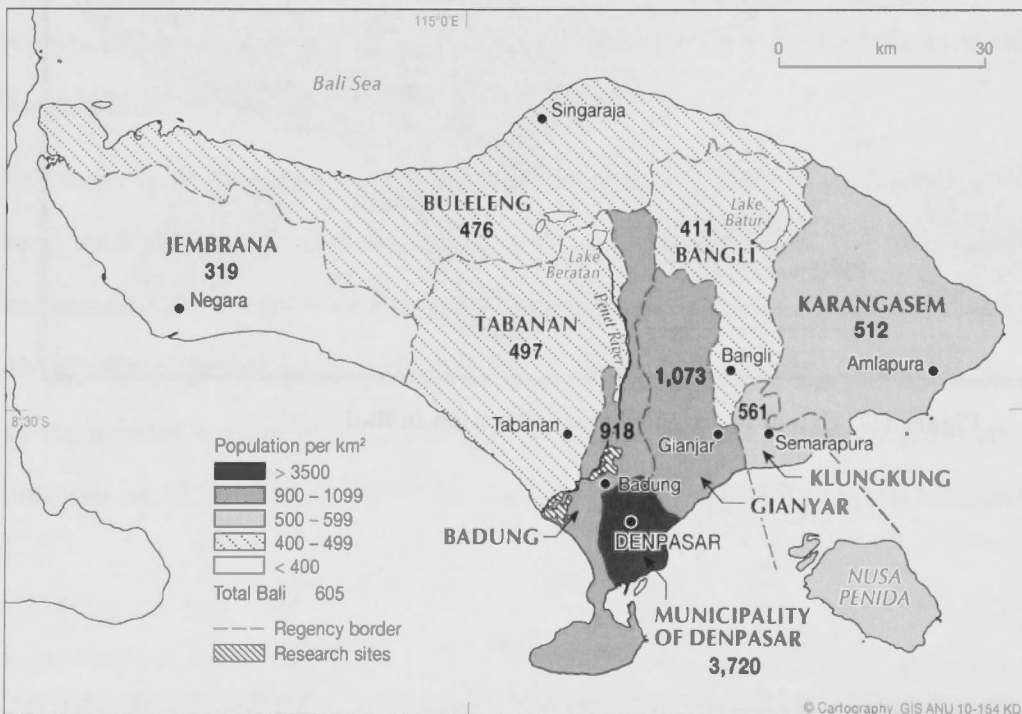 115°0´E
0 km 30
Bali Sea
Singaraja
BULELENG
476
Lake
Beratan
411
BANGLI
Lake
Batur
JEMBRANA
319
Negara
TABANAN
497
Penet River
KARANGASEM
512
Amlapura
1,073
Bangli
561
8°30´S
Tabanan
918
Gianjar
Semarapura
KLUNGKUNG
GIANYAR
Badung
BADUNG
DENPASAR
NUSA
PENIDA
MUNICIPALITY
OF DENPASAR
3,720
Population per km²
> 3500
900 – 1099
500 – 599
400 – 499
< 400
Total Bali 605
Regency border
Research sites
© Cartography GIS ANU 10-154 KD